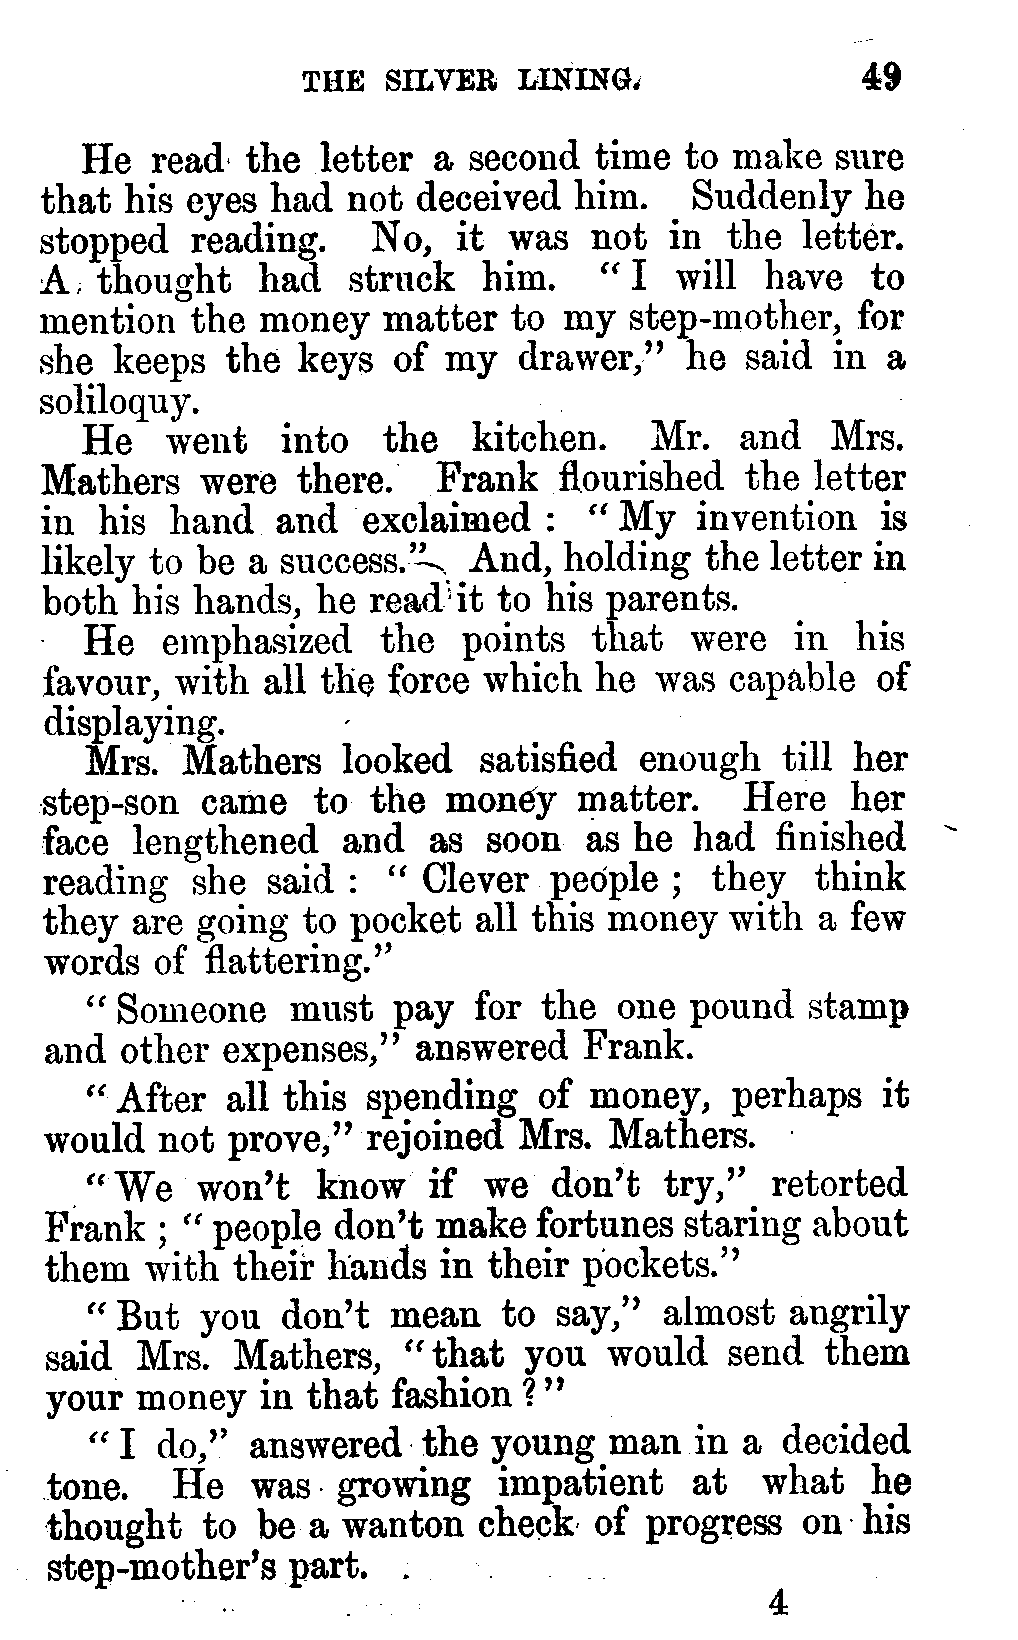 THE SILVER LINING. 49
He read the letter a second time to make sure
that his eyes had not deceived him. Suddenly he
stopped reading. No, it was not in the letter.
A thought had struck him. "I will have to
mention the money matter to my step-mother, for
she keeps the keys of my drawer," he said in a
soliloquy.
He went into the kitchen. Mr. and Mrs.
Mathers were there. Frank flourished the letter
in his hand and exclaimed : "My invention is
likely to be a success." And, holding the letter in
both his hands, he read it to his parents.
He emphasized the points that were in his
favour, with all the force which he was capable of
displaying.
Mrs. Mathers looked satisfied enough till her
step-son came to the money matter. Here her
face lengthened and as soon as he had finished
reading she said : " Clever people ; they think
they are going to pocket all this money with a few
words of flattering."
"Someone must pay for the one pound stamp
and other expenses," answered Frank.
"After all this spending of money, perhaps it
would not prove," rejoined Mrs. Mathers.
"We won't know if we don't try," retorted
Frank ; "people don't make fortunes staring about
them with their hands in their pockets."
"But you don't mean to say," almost angrily
said Mrs. Mathers, "that you would send them
your money in that fashion ?"
"I do," answered the young man in a decided
tone. He was growing impatient at what he
thought to be a wanton check of progress on his
step-mother's part.
4